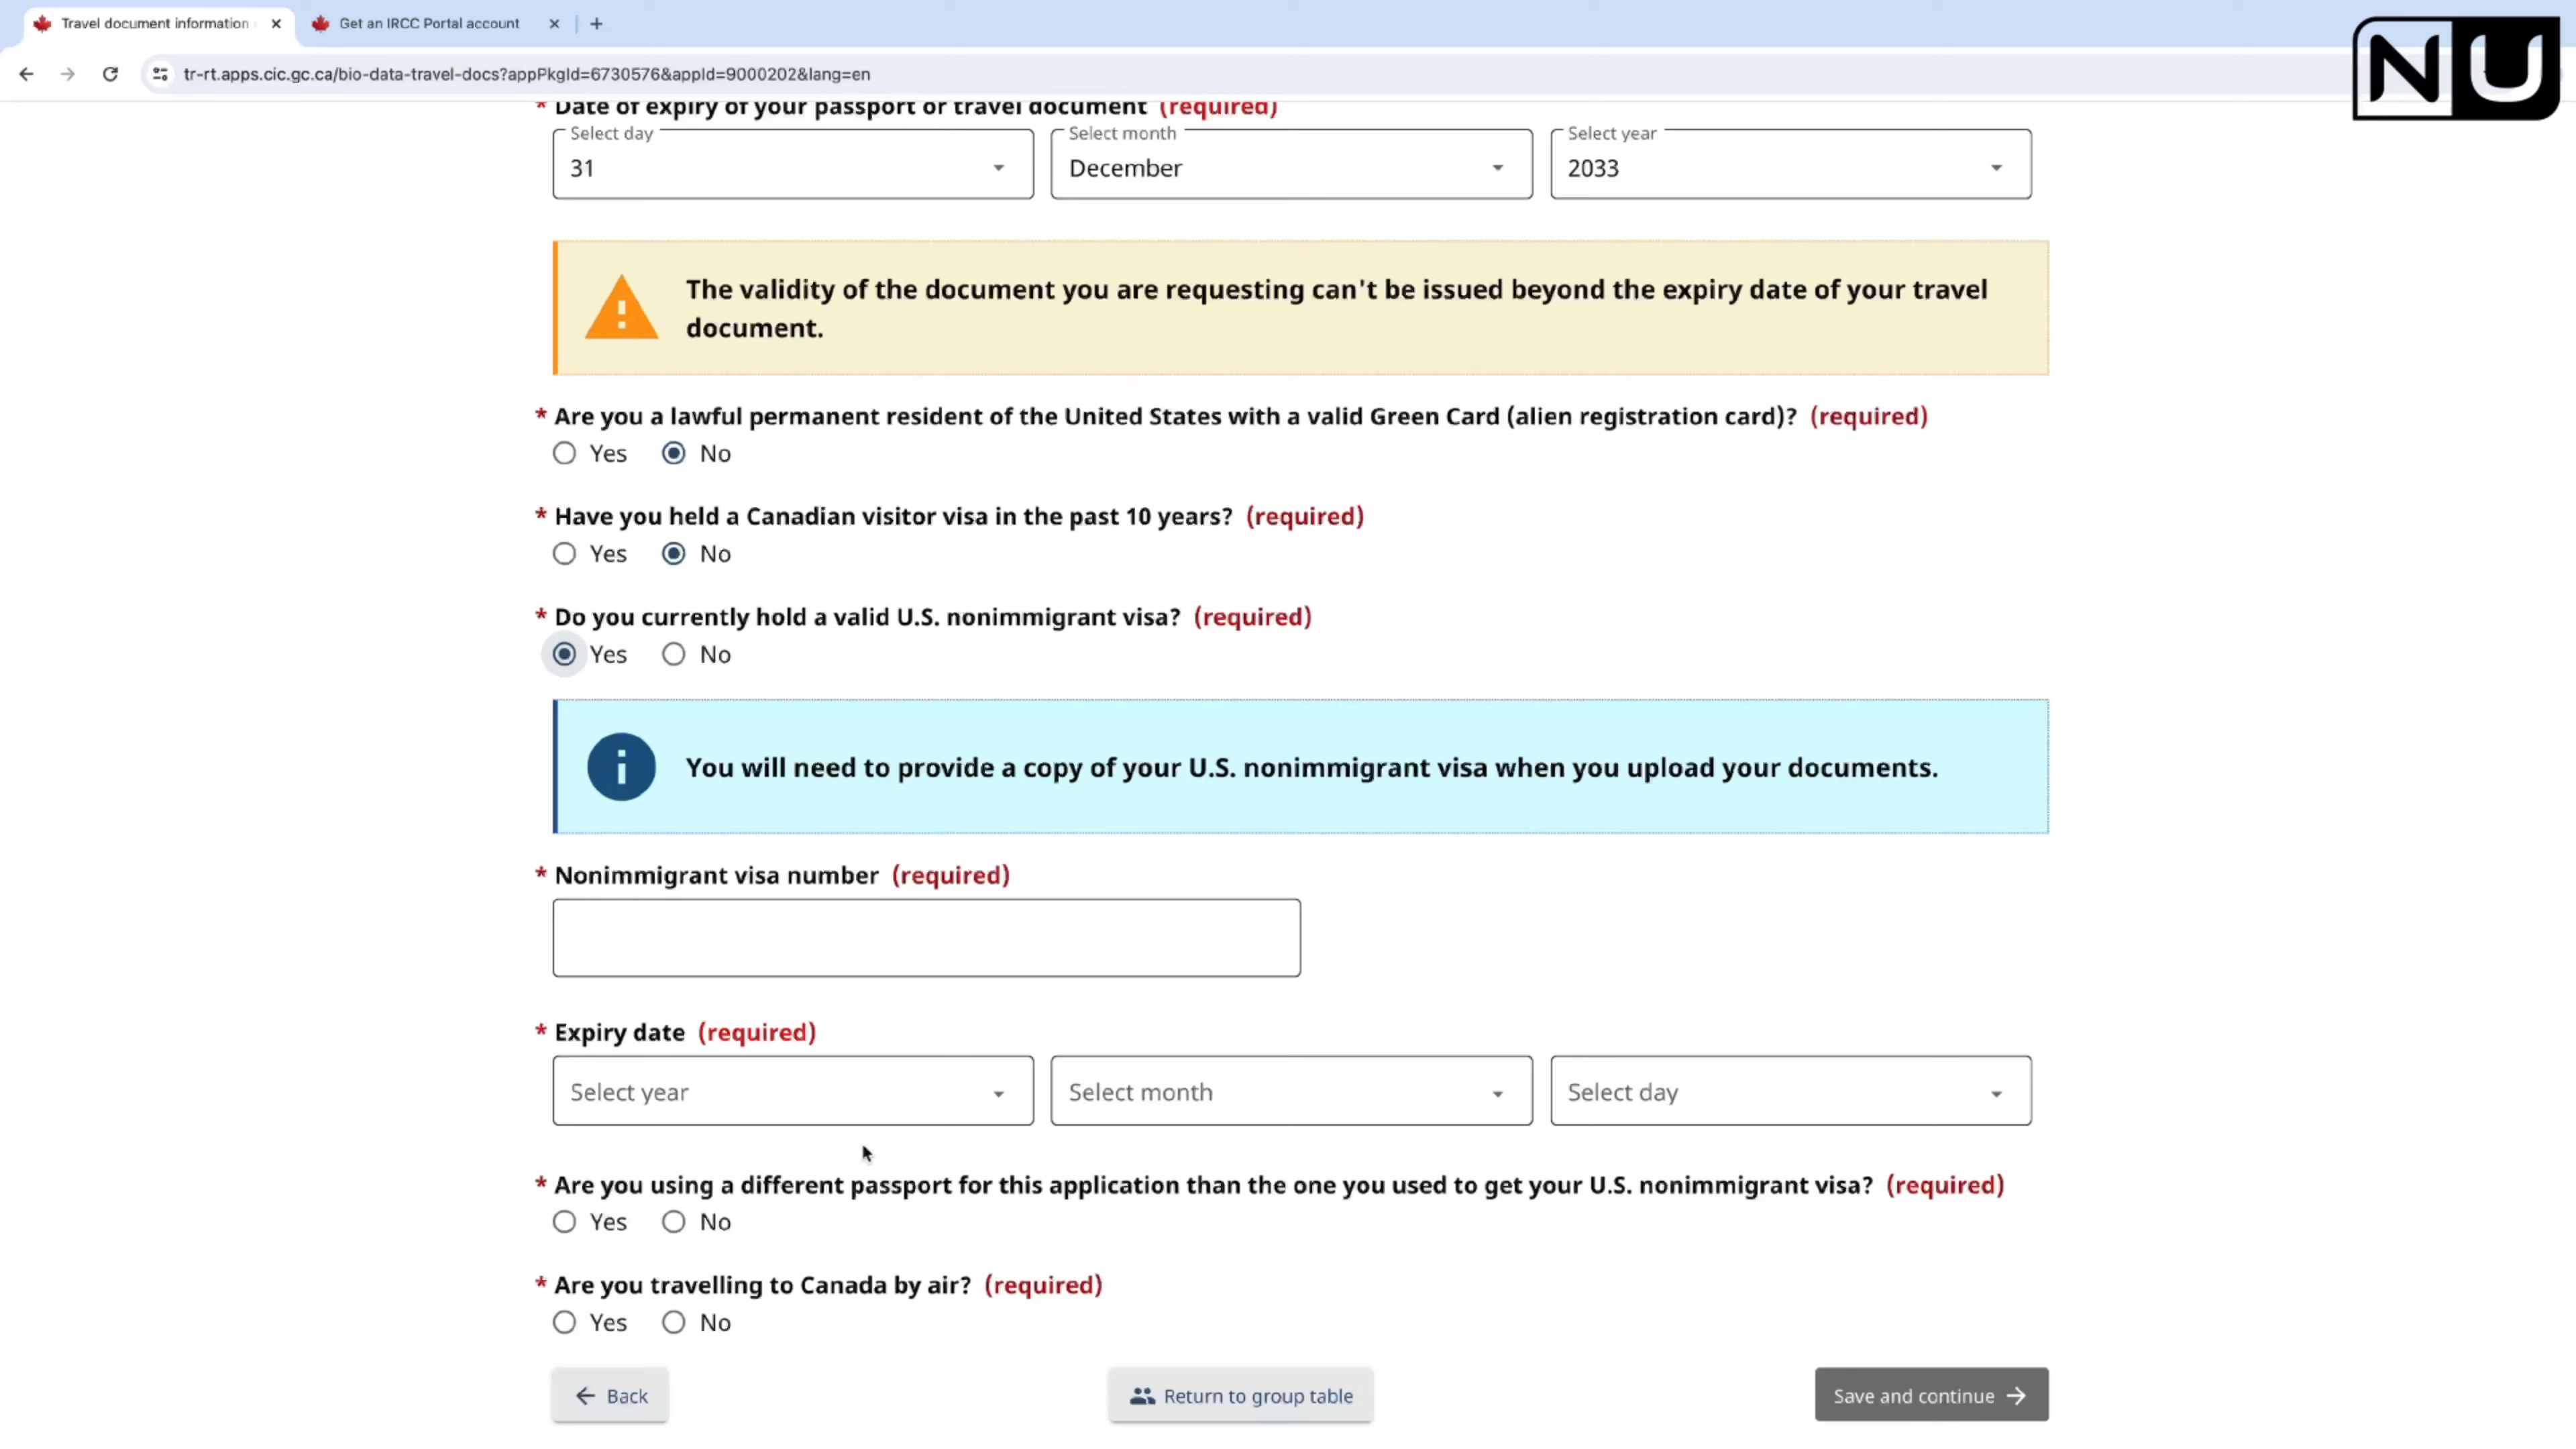 Travel document information
Get an IRCC Portal account
tr-rt.apps.cic.gc.ca/bio-data-travel-docs?appPkgId=6730576&appId=9000202&lang=en
NU
* Date of expiry of your passport or travel document (required)
Select day
Select month
Select year
31
December
2033
The validity of the document you are requesting can't be issued beyond the expiry date of your travel
document.
* Are you a lawful permanent resident of the United States with a valid Green Card (alien registration card)? (required)
Yes No
* Have you held a Canadian visitor visa in the past 10 years? (required)
Yes No
* Do you currently hold a valid U.S. nonimmigrant visa? (required)
Yes No
You will need to provide a copy of your U.S. nonimmigrant visa when you upload your documents.
* Nonimmigrant visa number (required)
* Expiry date (required)
Select year
Select month
Select day
* Are you using a different passport for this application than the one you used to get your U.S. nonimmigrant visa? (required)
Yes No
* Are you travelling to Canada by air? (required)
Yes No
Back
Return to group table
Save and continue